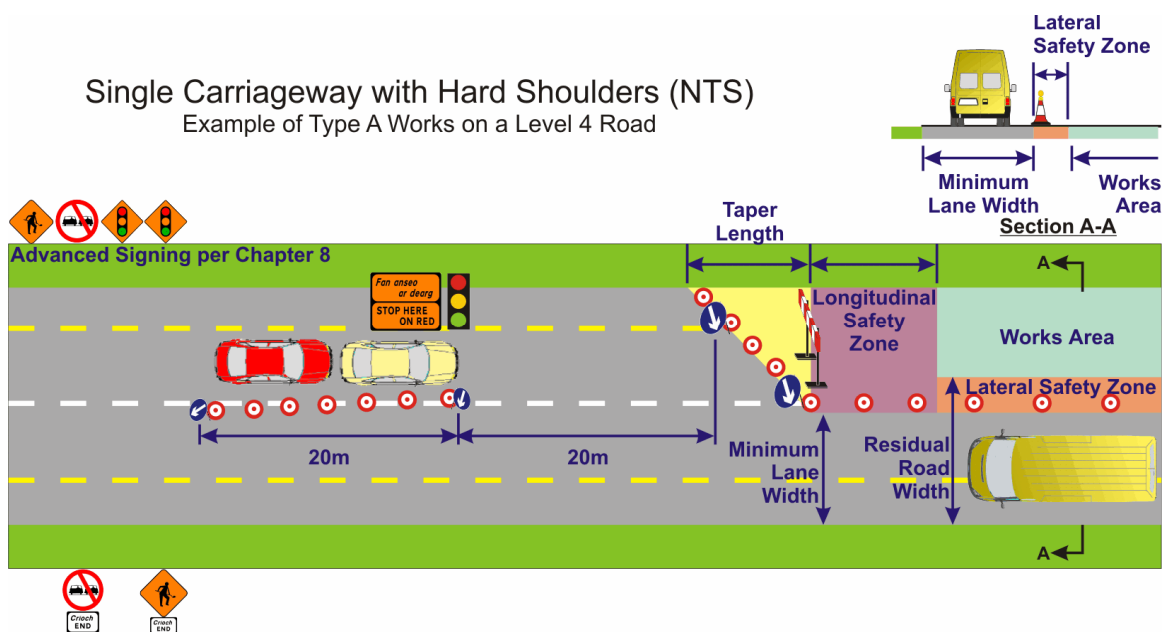 Single Carriageway with Hard Shoulders (NTS)
Example of Type A Works on a Level 4 Road
Lateral
Safety Zone
Minimum
Lane Width
Works
Area
Section A-A
Advanced Signing per Chapter 8
Taper
Length
A
Fan anseo
ar dearg
STOP HERE
ON RED
Longitudinal
Safety
Zone
Works Area
Lateral Safety Zone
20m
20m
Minimum
Lane
Width
Residual
Road
Width
A
Críoch
END
Críoch
END